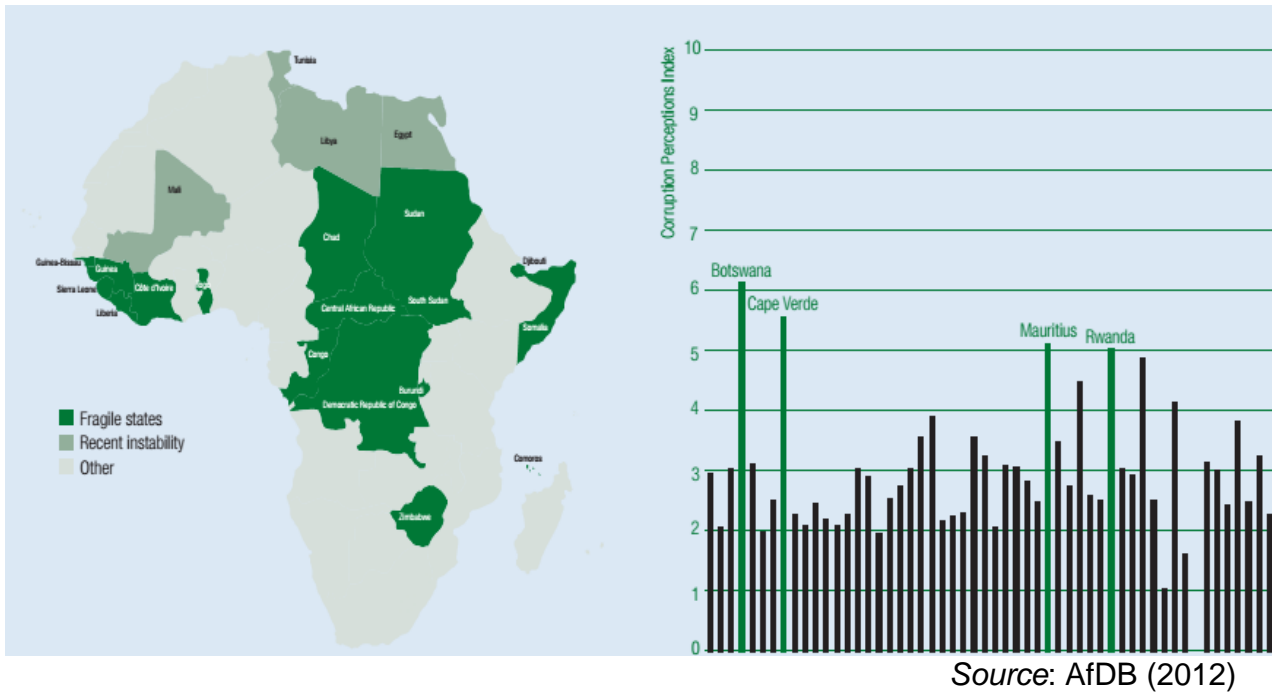 Tunisia
Libya
Egypt
Mali
Chad
Sudan
Guinea-Bissau
Guinea
Sierra Leone
Liberia
Côte d'Ivoire
Djibouti
Central African Republic
South Sudan
Somalia
Congo
Burundi
Democratic Republic of Congo
Comoros
Zimbabwe
Fragile states
Recent instability
Other
Corruption Perceptions Index
10
9
8
7
6
5
4
3
2
1
0
Botswana
Cape Verde
Mauritius
Rwanda
Source: AfDB (2012)